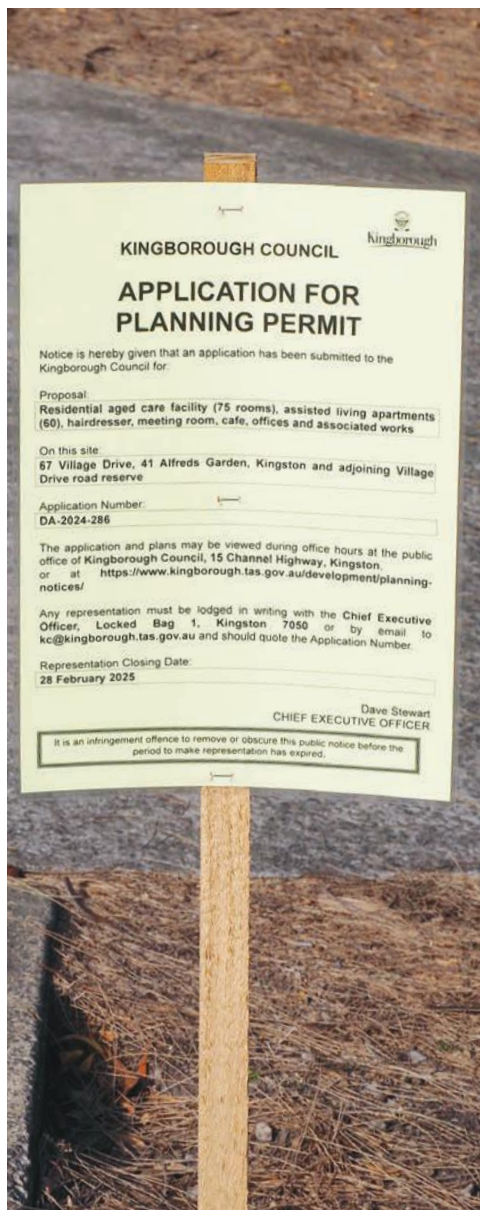 Kingborough
KINGBOROUGH COUNCIL
APPLICATION FOR
PLANNING PERMIT
Notice is hereby given that an application has been submitted to the
Kingborough Council for:
Proposal:
Residential aged care facility (75 rooms), assisted living apartments
(60), hairdresser, meeting room, cafe, offices and associated works
On this site:
67 Village Drive, 41 Alfreds Garden, Kingston and adjoining Village
Drive road reserve
Application Number:
DA-2024-286
The application and plans may be viewed during office hours at the public
office of Kingborough Council, 15 Channel Highway, Kingston,
or at https://www.kingborough.tas.gov.au/development/planning-
notices/
Any representation must be lodged in writing with the Chief Executive
Officer, Locked Bag 1, Kingston 7050 or by email to
kc@kingborough.tas.gov.au and should quote the Application Number.
Representation Closing Date:
28 February 2025
Dave Stewart
CHIEF EXECUTIVE OFFICER
It is an infringement offence to remove or obscure this public notice before the
period to make representation has expired.